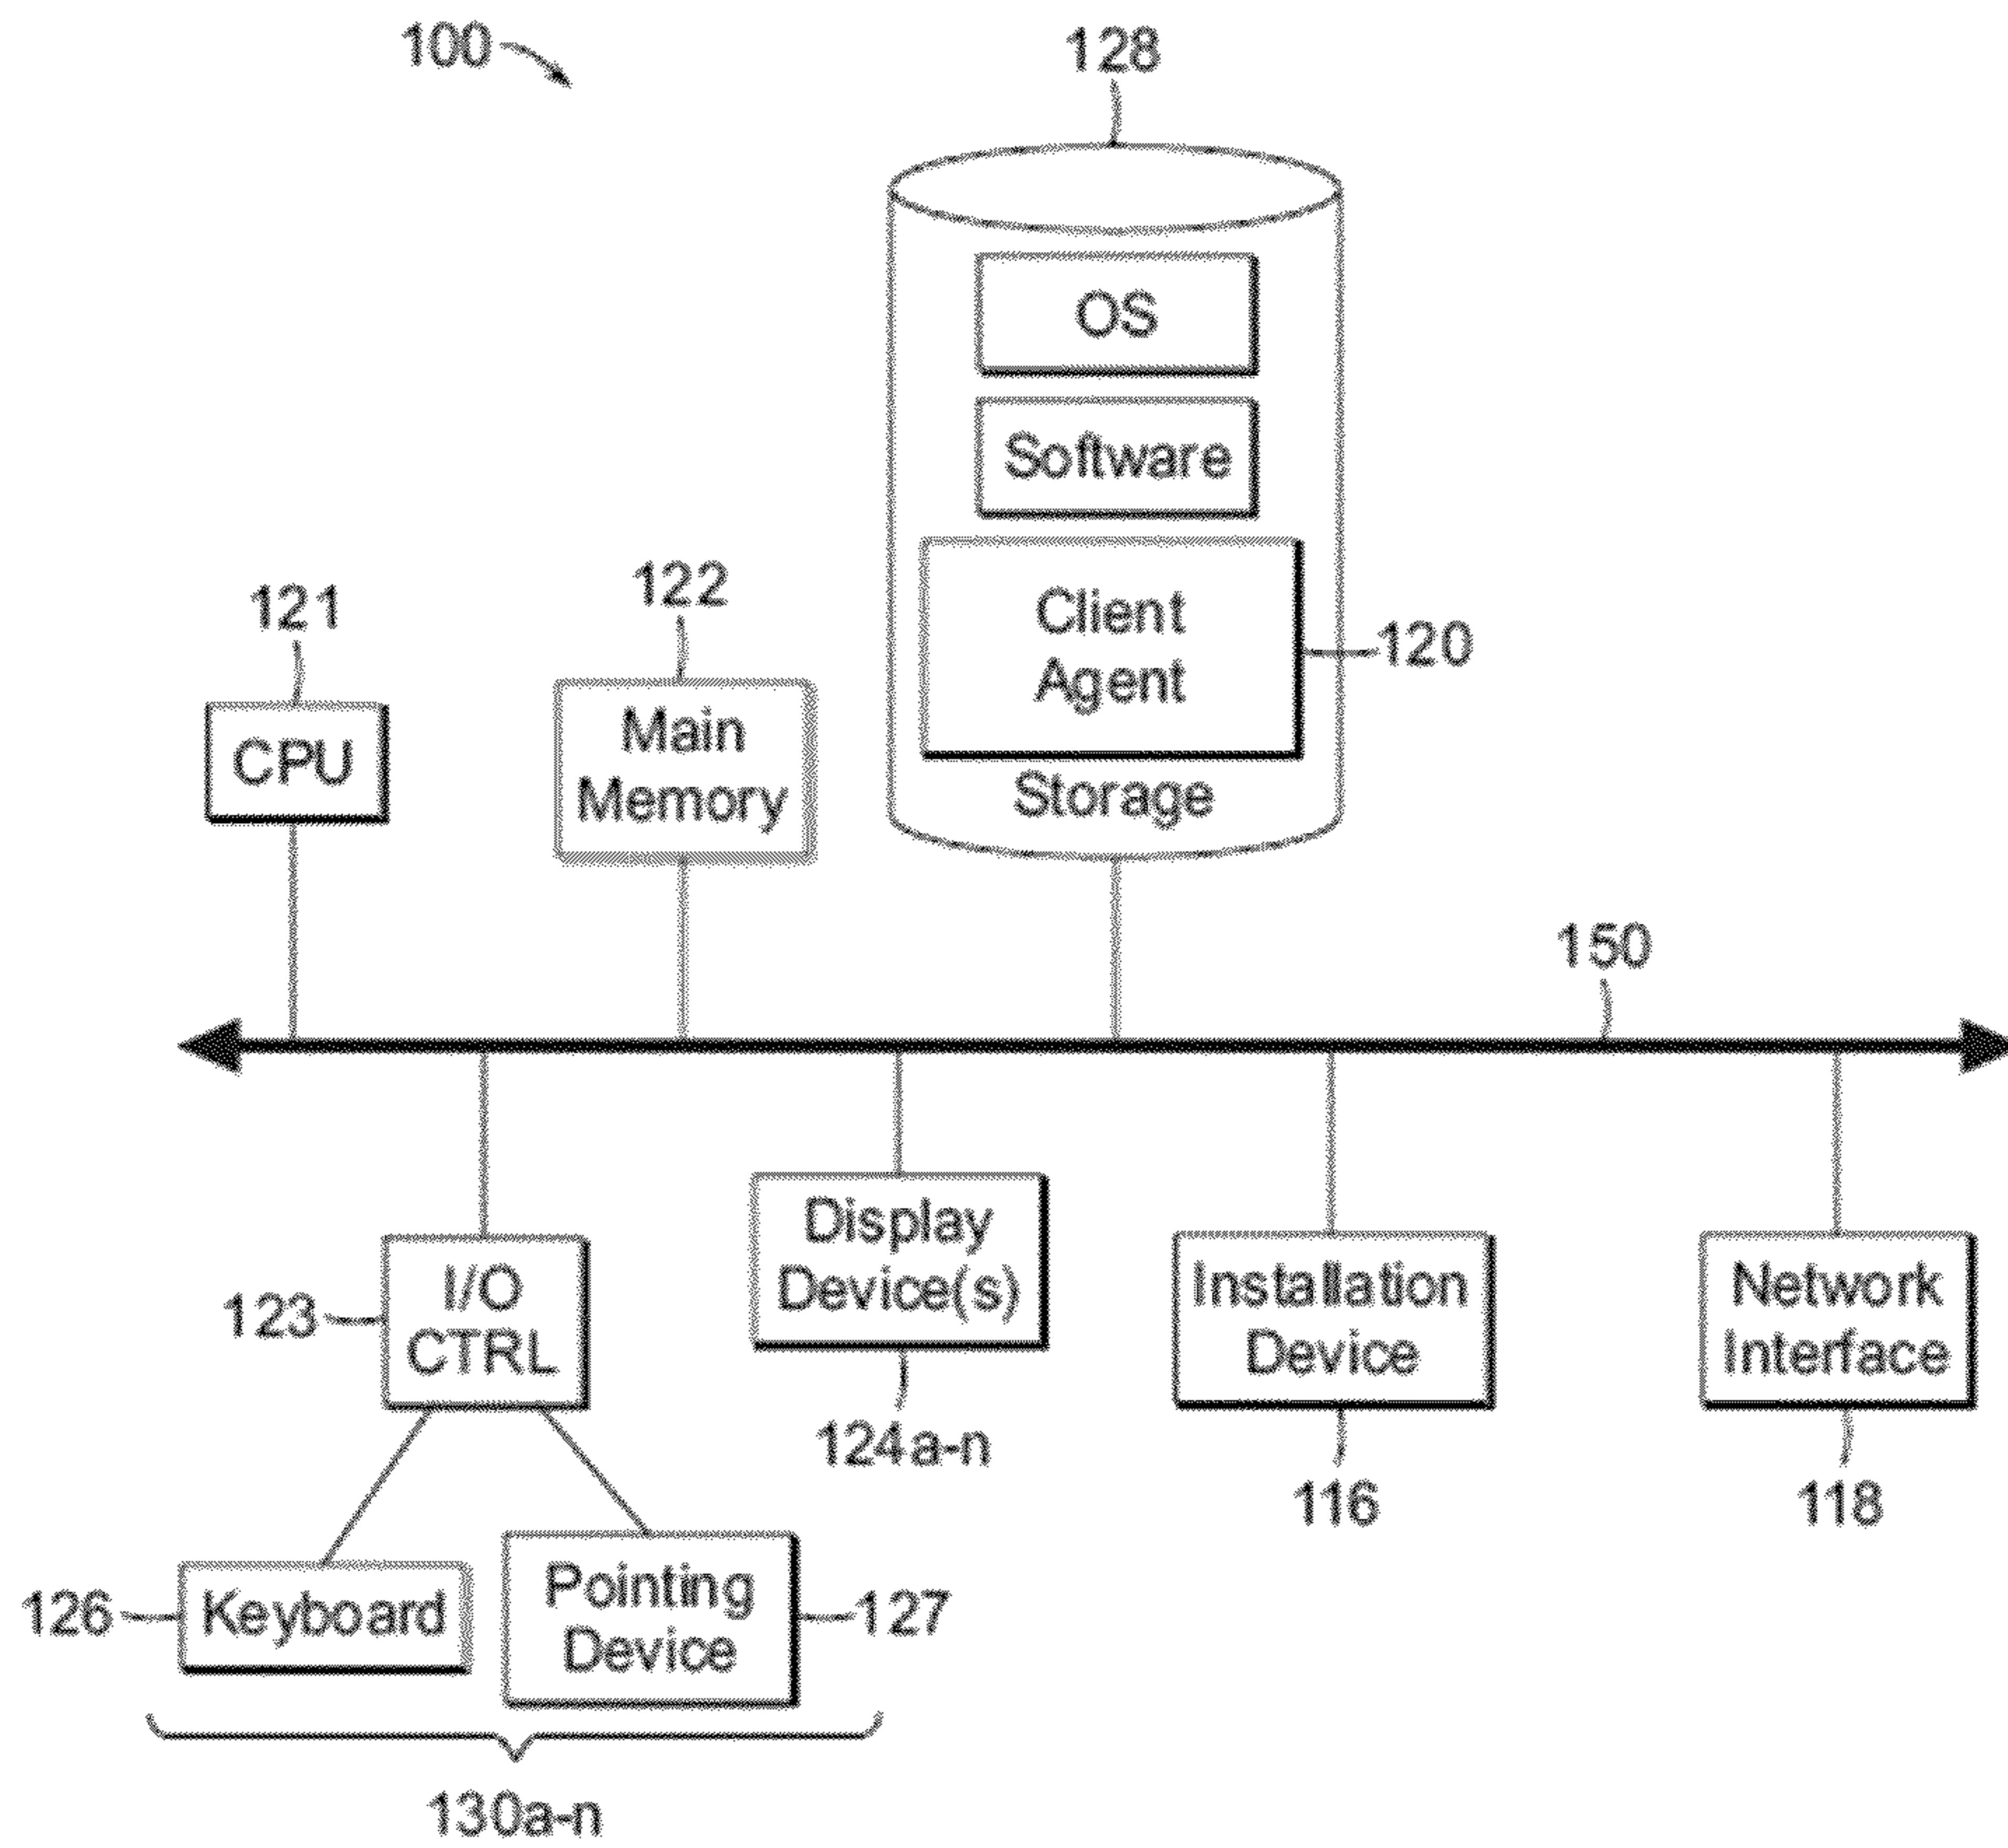 100
128
OS
Software
Client
Agent
120
Storage
121
CPU
122
Main
Memory
150
123
I/O
CTRL
Display
Device(s)
124a-n
Installation
Device
116
Network
Interface
118
126
Keyboard
Pointing
Device
127
130a-n